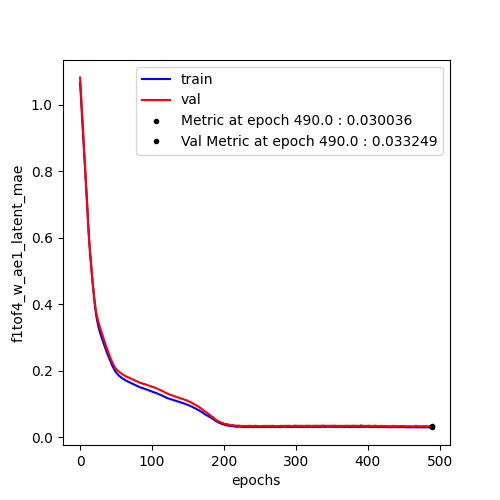 train
val
Metric at epoch 490.0 : 0.030036
Val Metric at epoch 490.0 : 0.033249
f1tof4_w_ae1_latent_mae
1.0
0.8
0.6
0.4
0.2
0.0
0 100 200 300 400 500
epochs